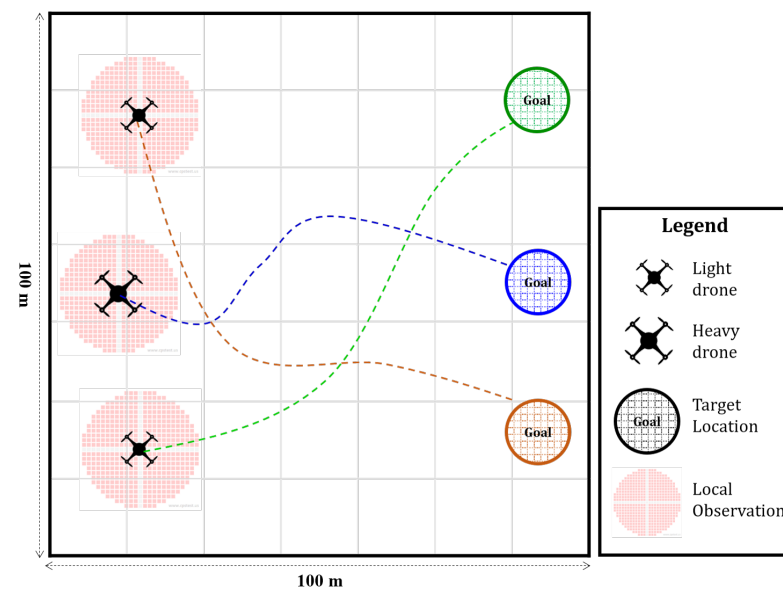 Goal
Goal
Goal
100 m
100 m
Legend
Light
drone
Heavy
drone
Goal
Target
Location
Local
Observation